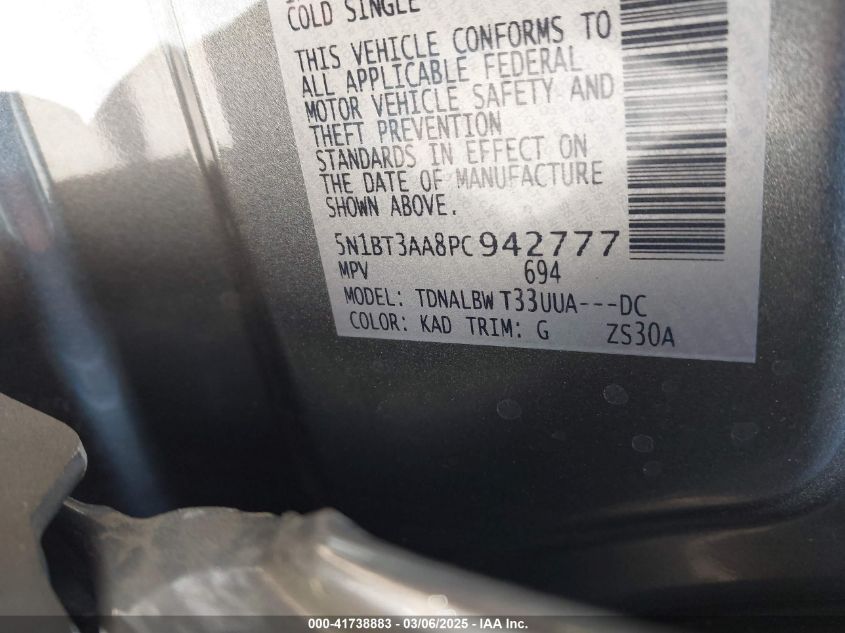 COLD SINGLE
THIS VEHICLE CONFORMS TO
ALL APPLICABLE FEDERAL
MOTOR VEHICLE SAFETY AND
THEFT PREVENTION
STANDARDS IN EFFECT ON
THE DATE OF MANUFACTURE
SHOWN ABOVE.
5N1BT3AA8PC942777
MPV 694
MODEL: TDNALBW T33UUA---DC
COLOR: KAD TRIM: G ZS30A
000-41738883 - 03/06/2025 - IAA Inc.